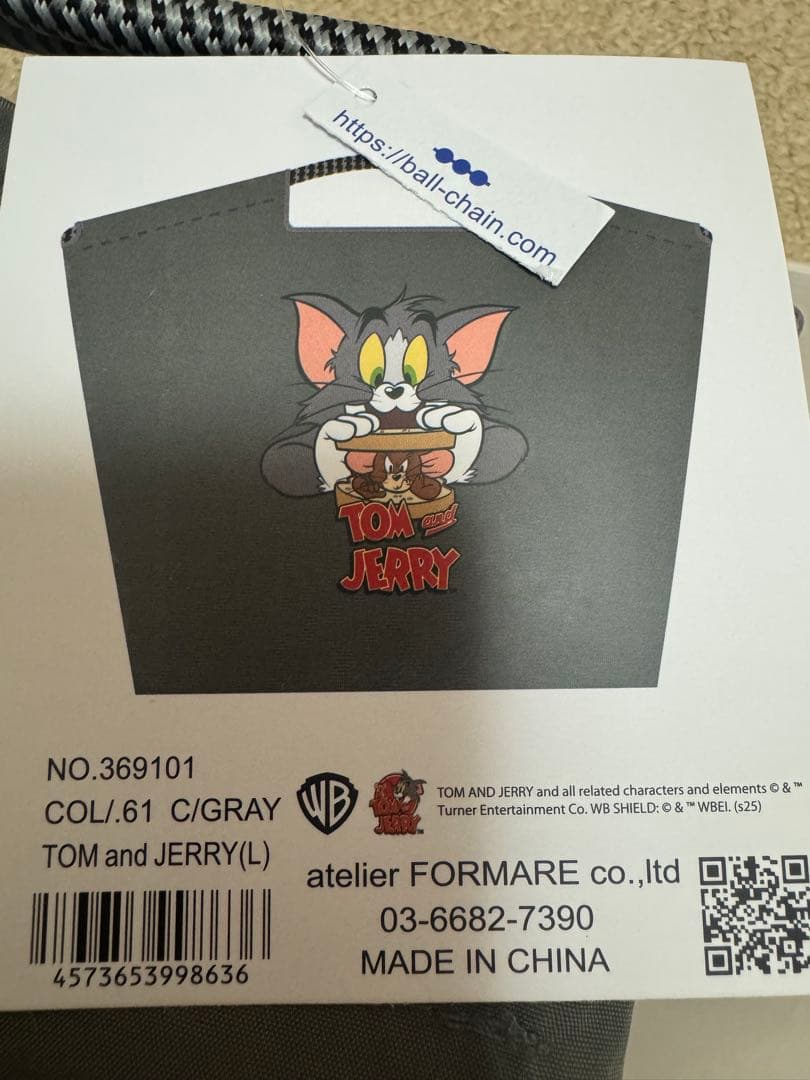 https://ball-chain.com
TOM and
JERRY
NO.369101
COL/.61 C/GRAY
TOM and JERRY(L)
4573653998636
WB
TOM AND JERRY and all related characters and elements © & ™
Turner Entertainment Co. WB SHIELD: © & ™ WBEI. (s25)
atelier FORMARE co.,ltd
03-6682-7390
MADE IN CHINA